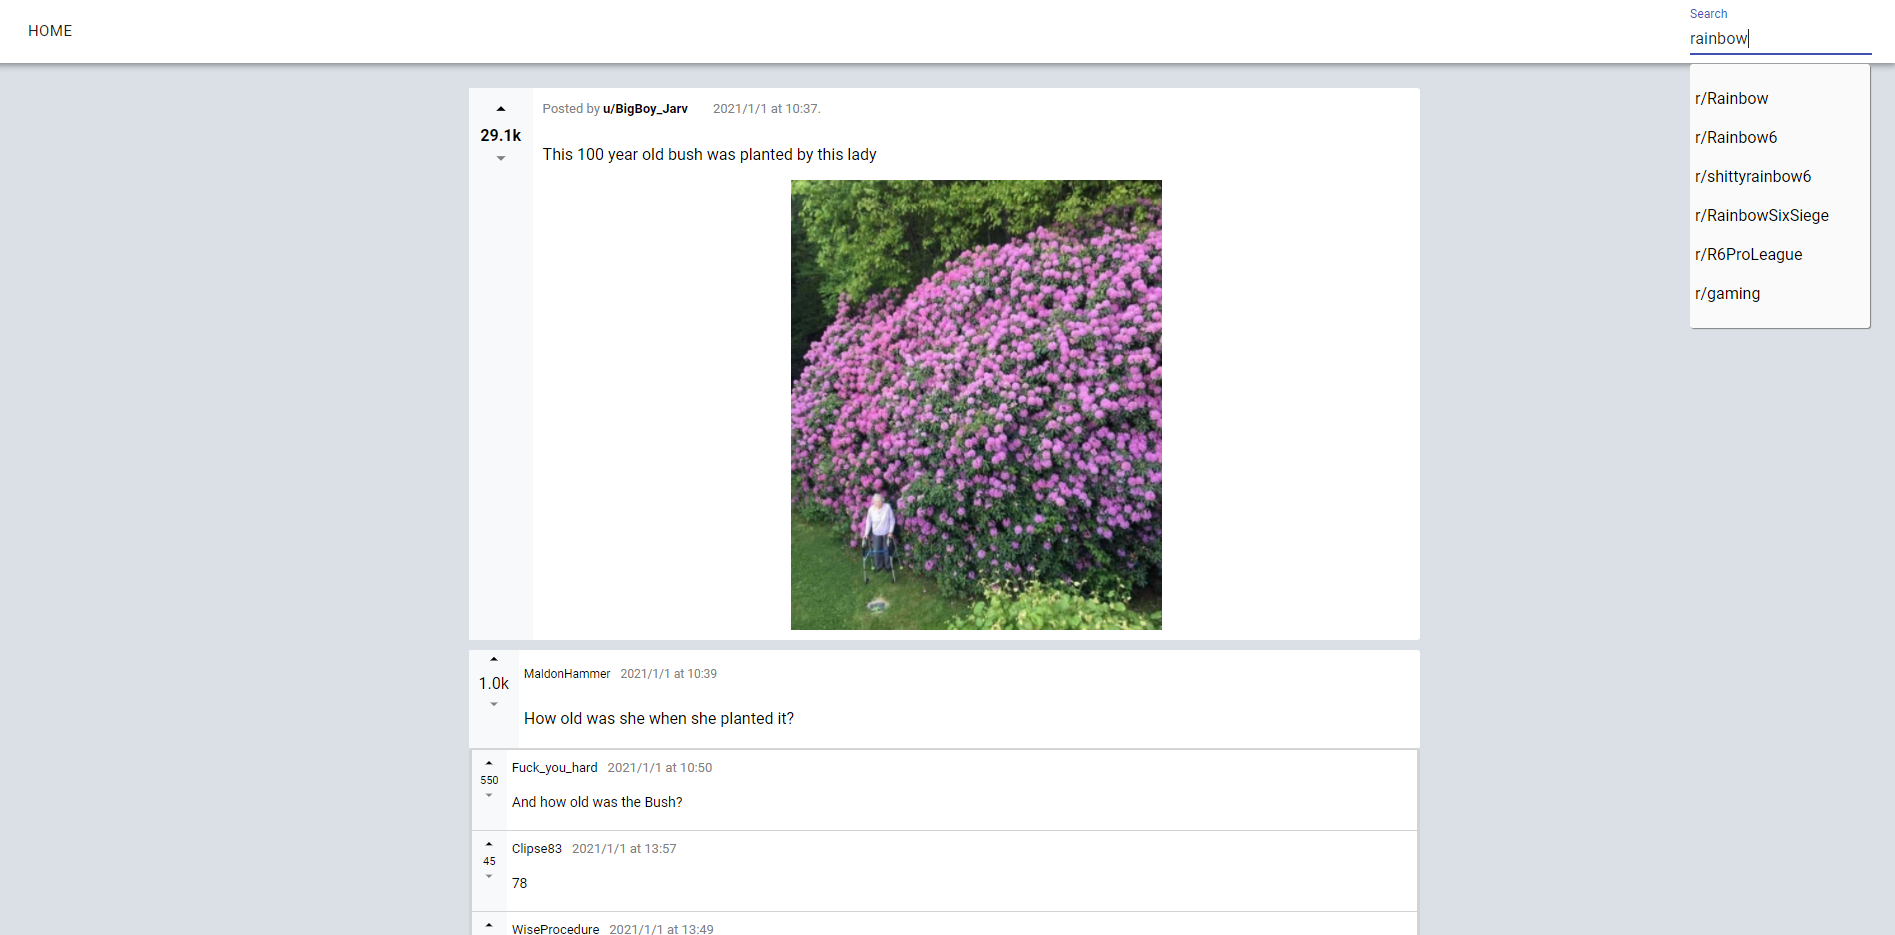 HOME
Search
rainbow
r/Rainbow
r/Rainbow6
r/shittyrainbow6
r/RainbowSixSiege
r/R6ProLeague
r/gaming
Posted by u/BigBoy_Jarv 2021/1/1 at 10:37.
29.1k
This 100 year old bush was planted by this lady
MaldonHammer 2021/1/1 at 10:39
1.0k
How old was she when she planted it?
Fuck_you_hard 2021/1/1 at 10:50
550
And how old was the Bush?
Clipse83 2021/1/1 at 13:57
45
78
WiseProcedure 2021/1/1 at 13:49